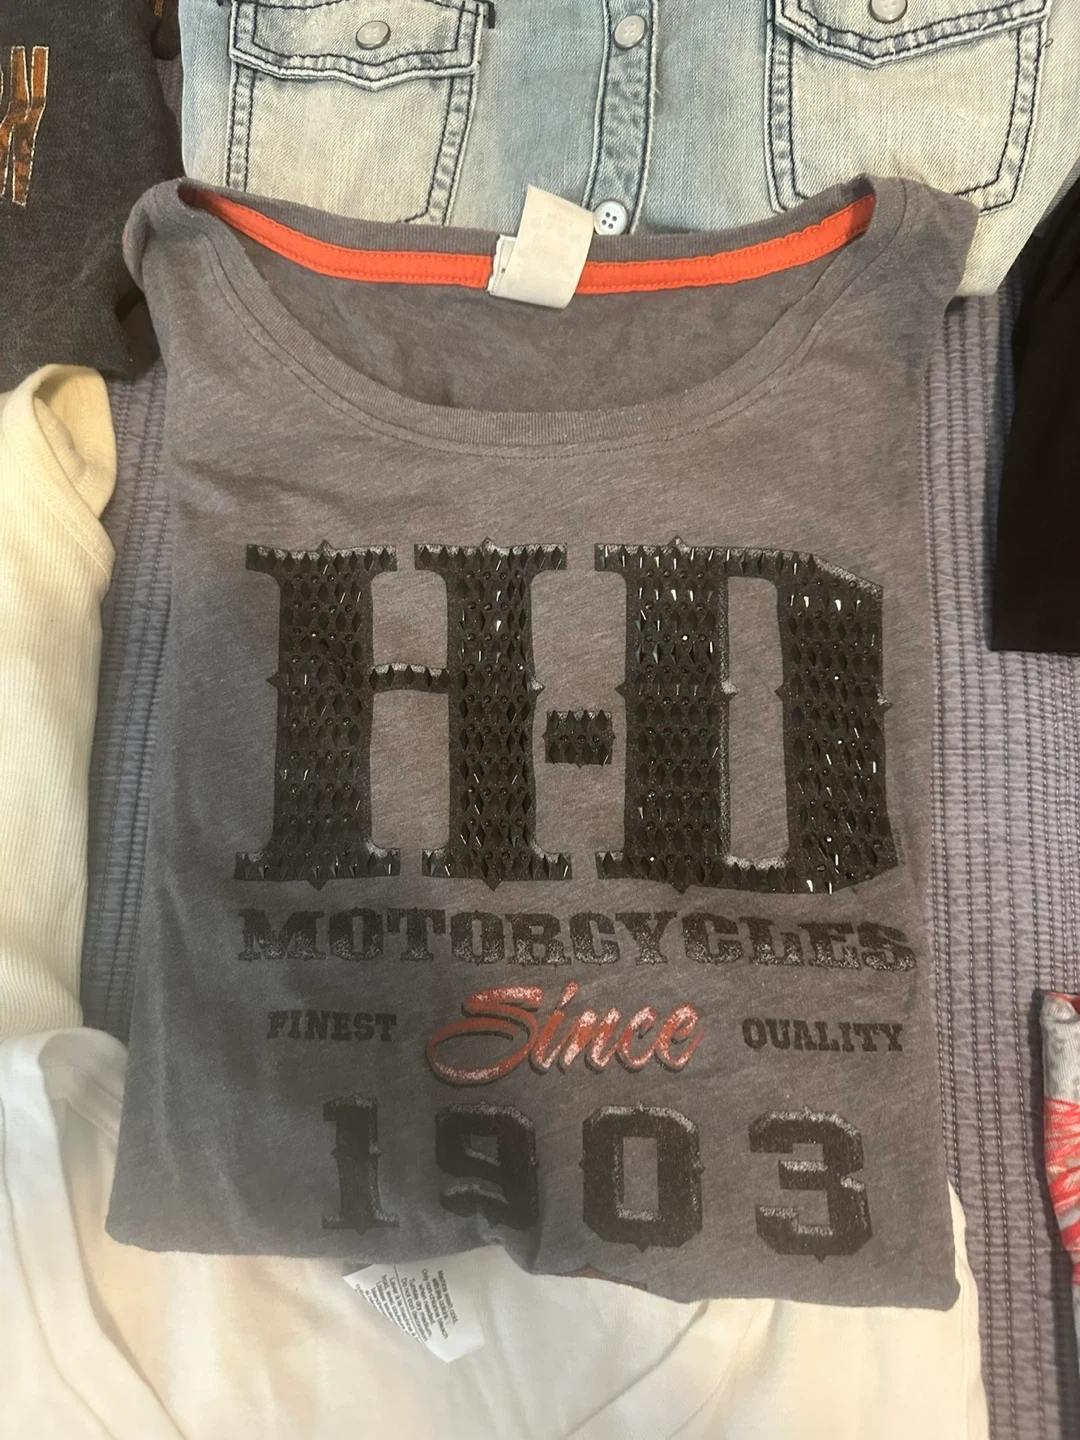 H-D
MOTORCYCLES
FINEST Since QUALITY
1903